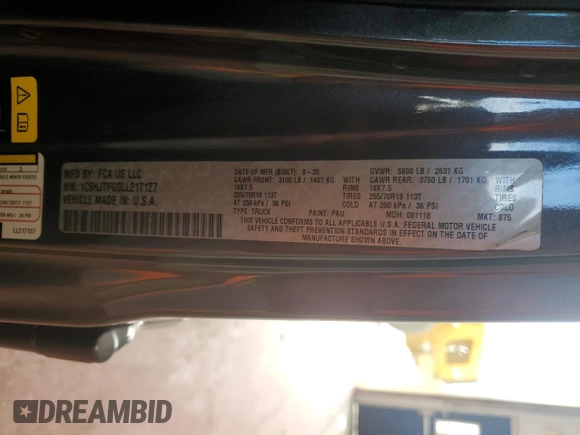 MFD BY: FCA US LLC
VIN: 1C6HJTFG0LL217127
VEHICLE MADE IN: U.S.A.
DATE OF MFR (BUILT): 8-20
GAWR FRONT: 3100 LB / 1407 KG
18X7.5 RIMS
255/70R18 113T TIRES
AT 250 kPa / 36 PSI COLD
GVWR: 5800 LB / 2631 KG
GAWR REAR: 3750 LB / 1701 KG
RIMS 18X7.5
TIRES 255/70R18 113T
COLD AT 250 kPa / 36 PSI
TYPE: TRUCK PAINT: PAU MDH: 081118 MKT: 875
THIS VEHICLE CONFORMS TO ALL APPLICABLE U.S.A. FEDERAL MOTOR VEHICLE
SAFETY AND THEFT PREVENTION STANDARDS IN EFFECT ON THE DATE OF
MANUFACTURE SHOWN ABOVE.
2
LL217127
DREAMBID